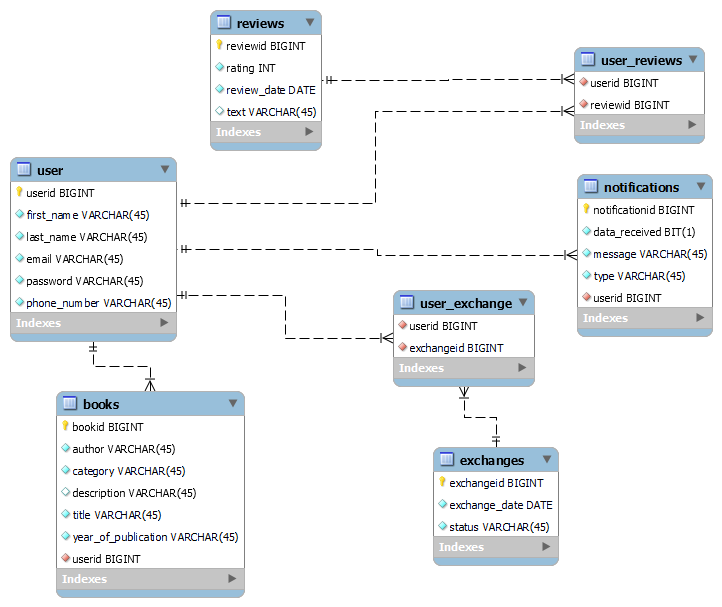 reviews
reviewid BIGINT
rating INT
review_date DATE
text VARCHAR(45)
Indexes
user_reviews
userid BIGINT
reviewid BIGINT
Indexes
user
userid BIGINT
first_name VARCHAR(45)
last_name VARCHAR(45)
email VARCHAR(45)
password VARCHAR(45)
phone_number VARCHAR(45)
Indexes
notifications
notificationid BIGINT
data_received BIT(1)
message VARCHAR(45)
type VARCHAR(45)
userid BIGINT
Indexes
user_exchange
userid BIGINT
exchangeid BIGINT
Indexes
books
bookid BIGINT
author VARCHAR(45)
category VARCHAR(45)
description VARCHAR(45)
title VARCHAR(45)
year_of_publication VARCHAR(45)
userid BIGINT
Indexes
exchanges
exchangeid BIGINT
exchange_date DATE
status VARCHAR(45)
Indexes